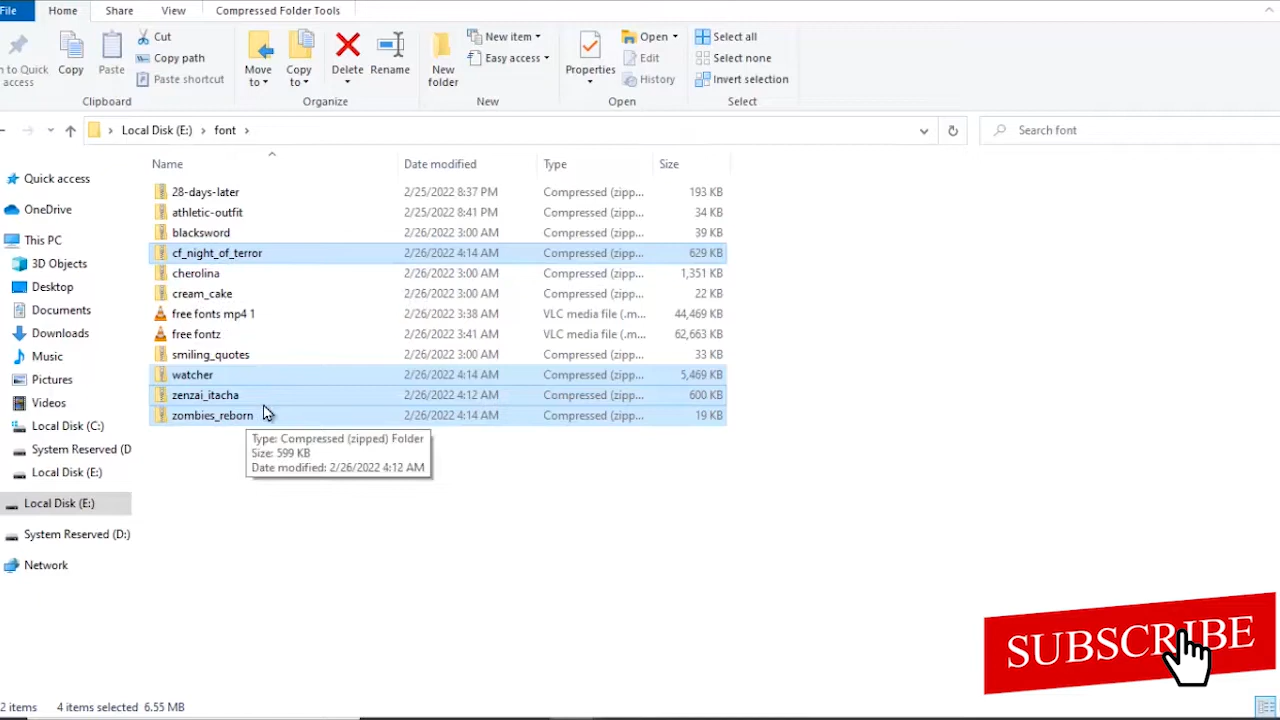 File Home Share View Compressed Folder Tools
Cut
Copy path
Paste shortcut
n to Quick access
Copy
Paste
Clipboard
Move to
Copy to
Delete
Rename
Organize
New folder
New item
Easy access
New
Properties
Open
Edit
History
Open
Select all
Select none
Invert selection
Select
Local Disk (E:) font
Search font
Name Date modified Type Size
28-days-later 2/25/2022 8:37 PM Compressed (zipp... 193 KB
athletic-outfit 2/25/2022 8:41 PM Compressed (zipp... 34 KB
blacksword 2/26/2022 3:00 AM Compressed (zipp... 39 KB
cf_night_of_terror 2/26/2022 4:14 AM Compressed (zipp... 629 KB
cherolina 2/26/2022 3:00 AM Compressed (zipp... 1,351 KB
cream_cake 2/26/2022 3:00 AM Compressed (zipp... 22 KB
free fonts mp4 1 2/26/2022 3:38 AM VLC media file (.m... 44,469 KB
free fontz 2/26/2022 3:41 AM VLC media file (.m... 62,663 KB
smiling_quotes 2/26/2022 3:00 AM Compressed (zipp... 33 KB
watcher 2/26/2022 4:14 AM Compressed (zipp... 5,469 KB
zenzai_itacha 2/26/2022 4:12 AM Compressed (zipp... 600 KB
zombies_reborn 2/26/2022 4:14 AM Compressed (zipp... 19 KB
Type: Compressed (zipped) Folder
Size: 599 KB
Date modified: 2/26/2022 4:12 AM
Quick access
OneDrive
This PC
3D Objects
Desktop
Documents
Downloads
Music
Pictures
Videos
Local Disk (C:)
System Reserved (D
Local Disk (E:)
Local Disk (E:)
System Reserved (D:)
Network
SUBSCRIBE
2 items 4 items selected 6.55 MB